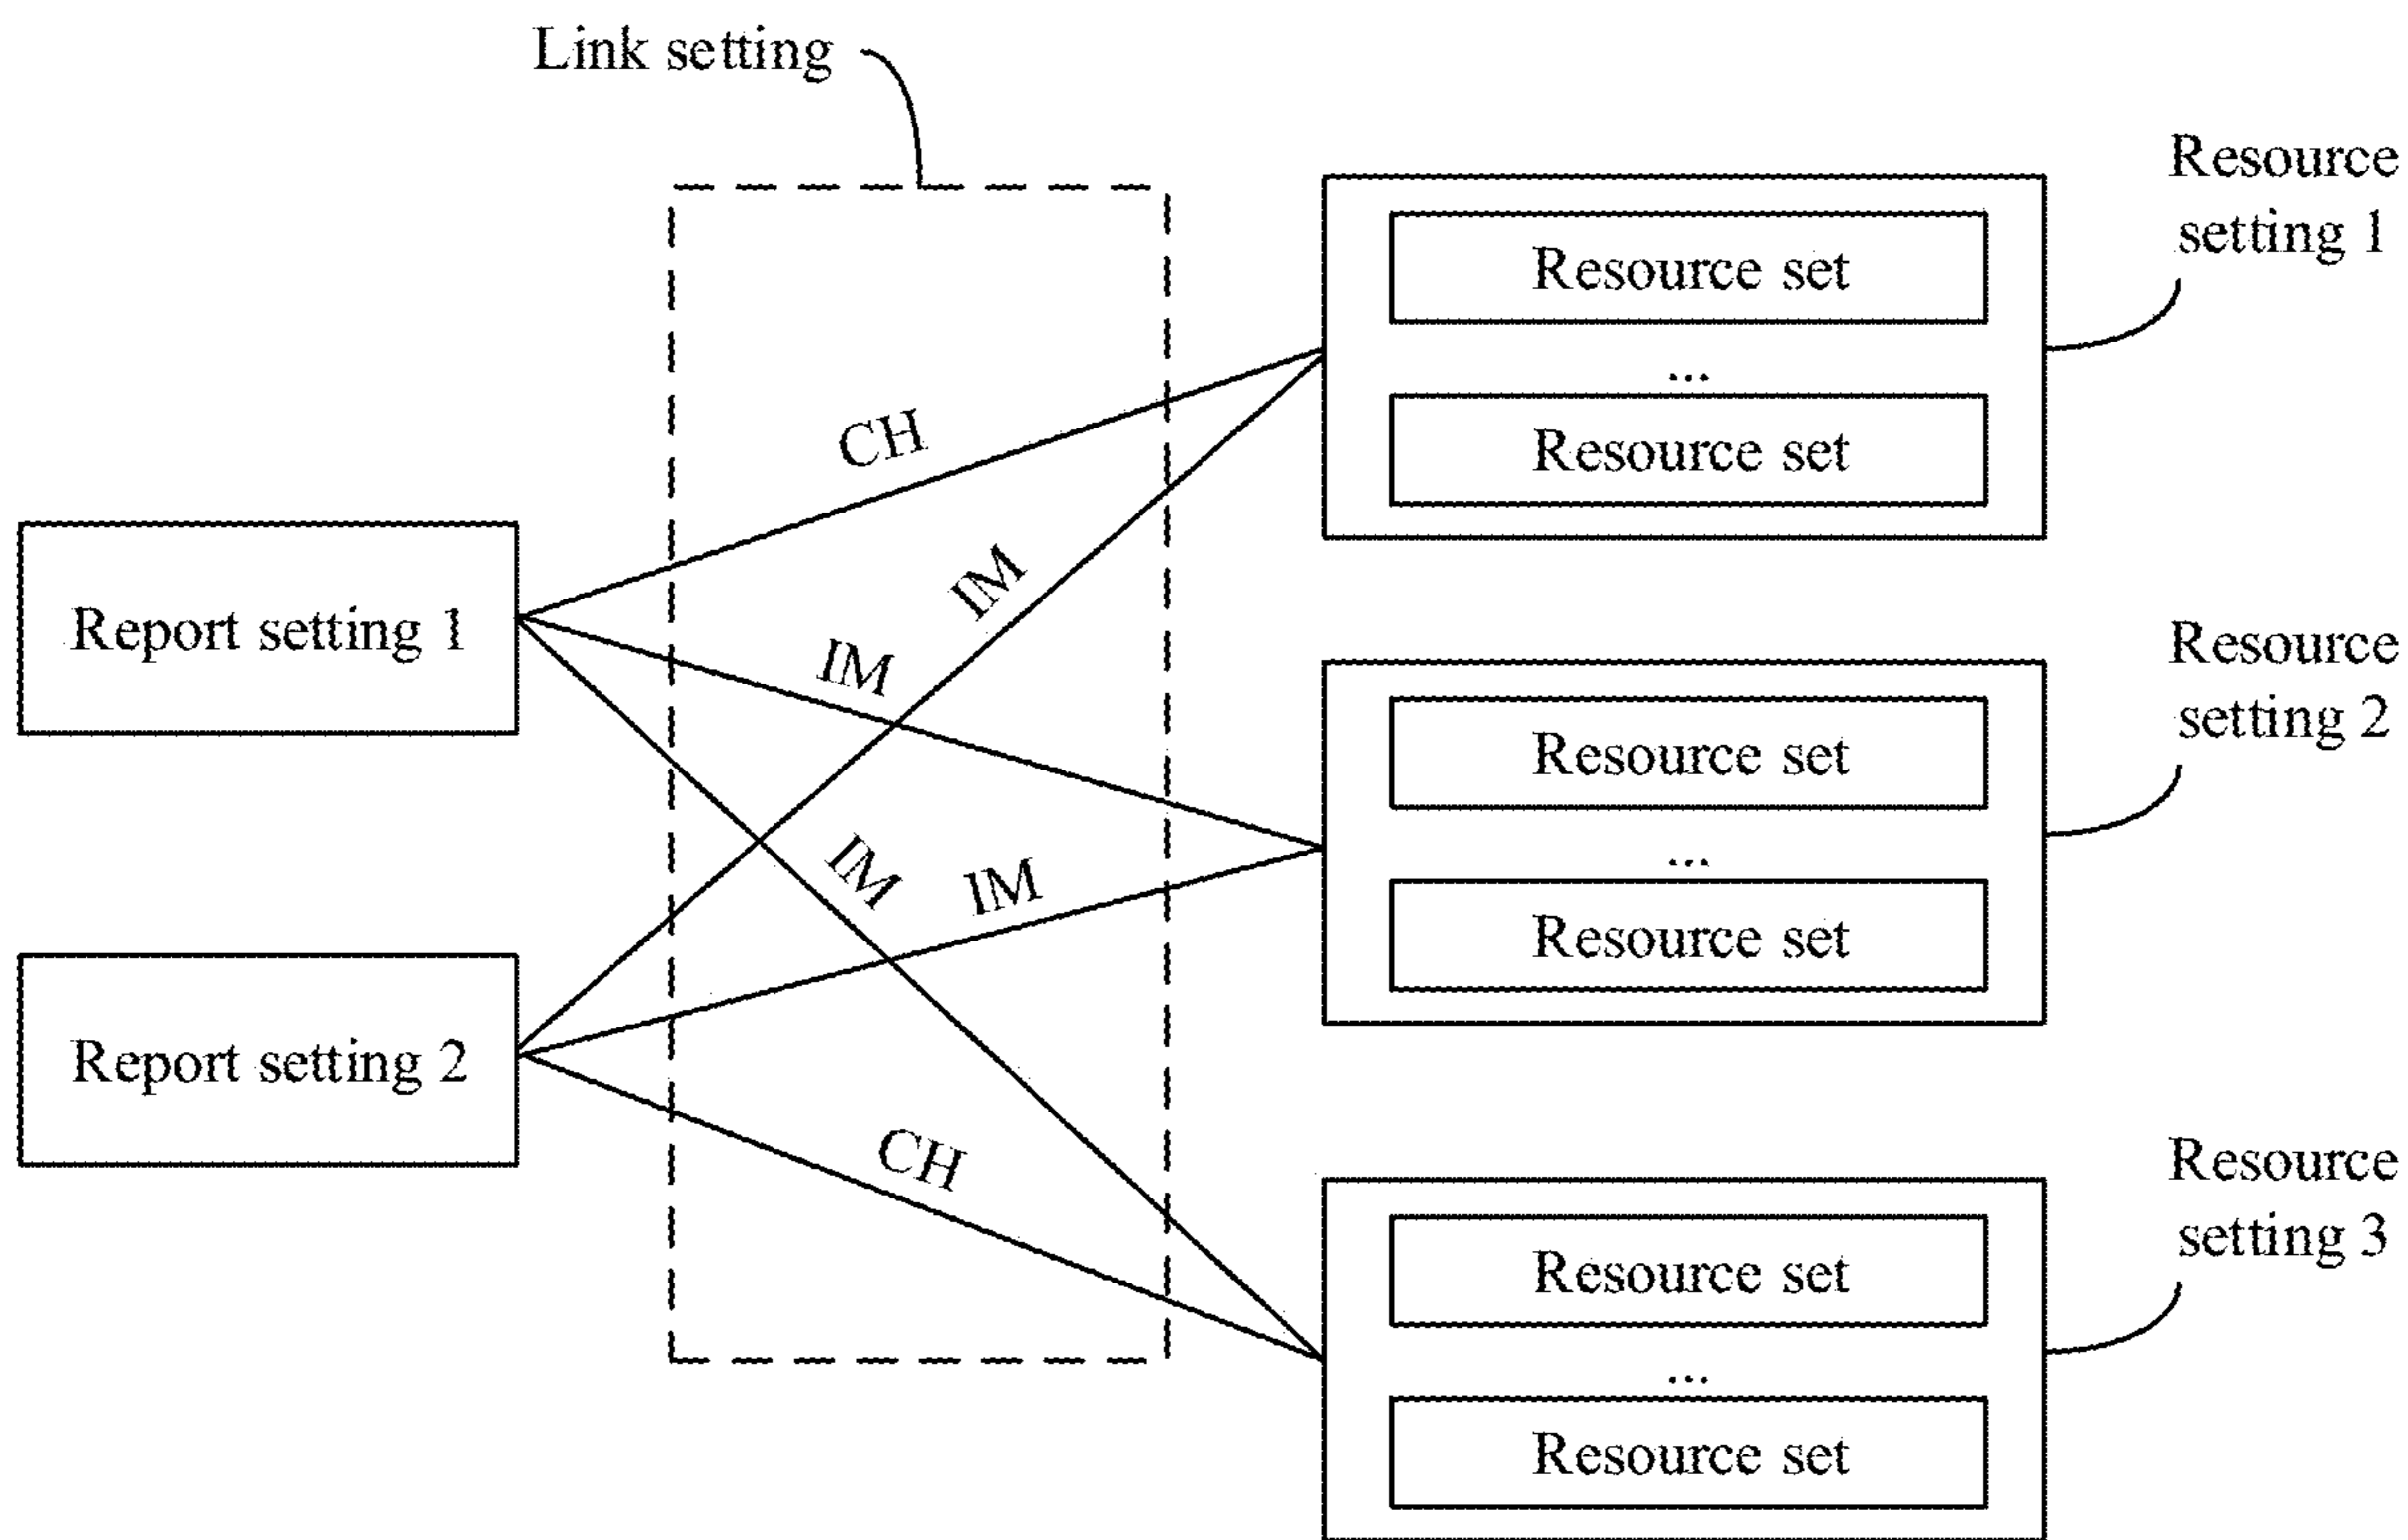 Link setting
Resource
setting 1
Resource set
...
Resource set
CH
IM
Report setting 1
IM
Resource
setting 2
Resource set
...
Resource set
IM
IM
Report setting 2
CH
Resource
setting 3
Resource set
...
Resource set